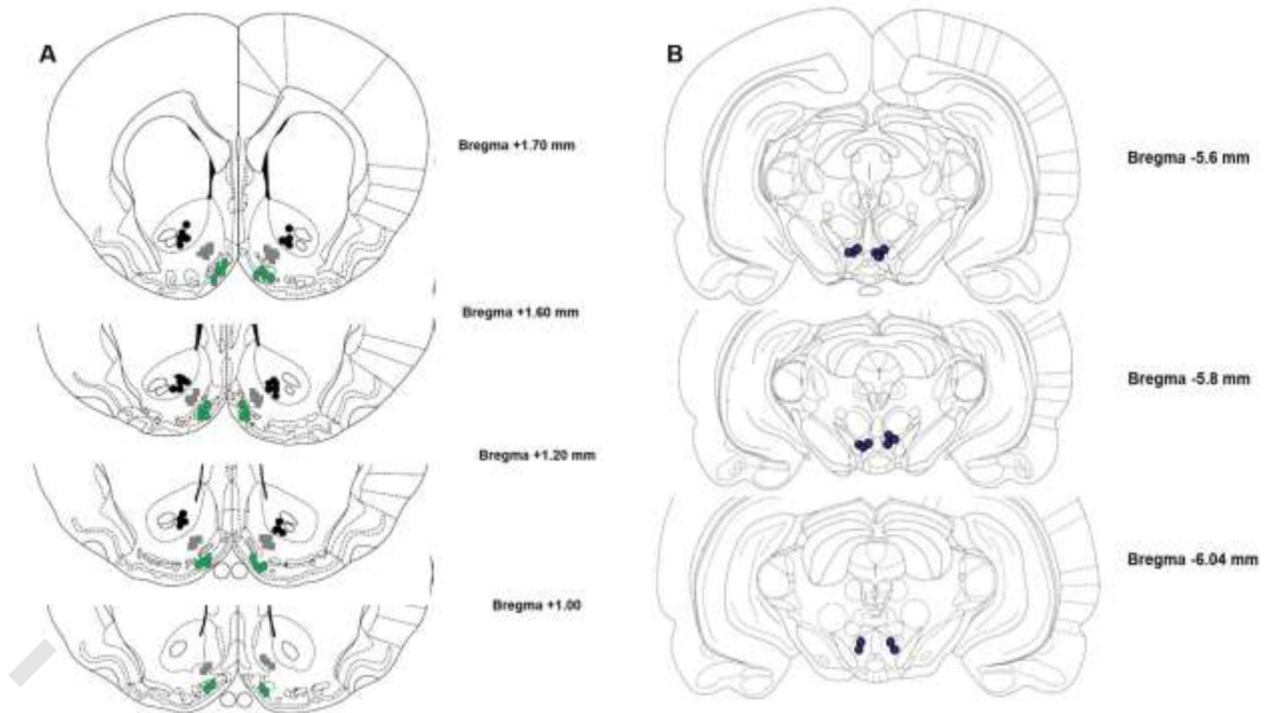 A
Bregma +1.70 mm
Bregma +1.60 mm
Bregma +1.20 mm
Bregma +1.00
B
Bregma -5.6 mm
Bregma -5.8 mm
Bregma -6.04 mm